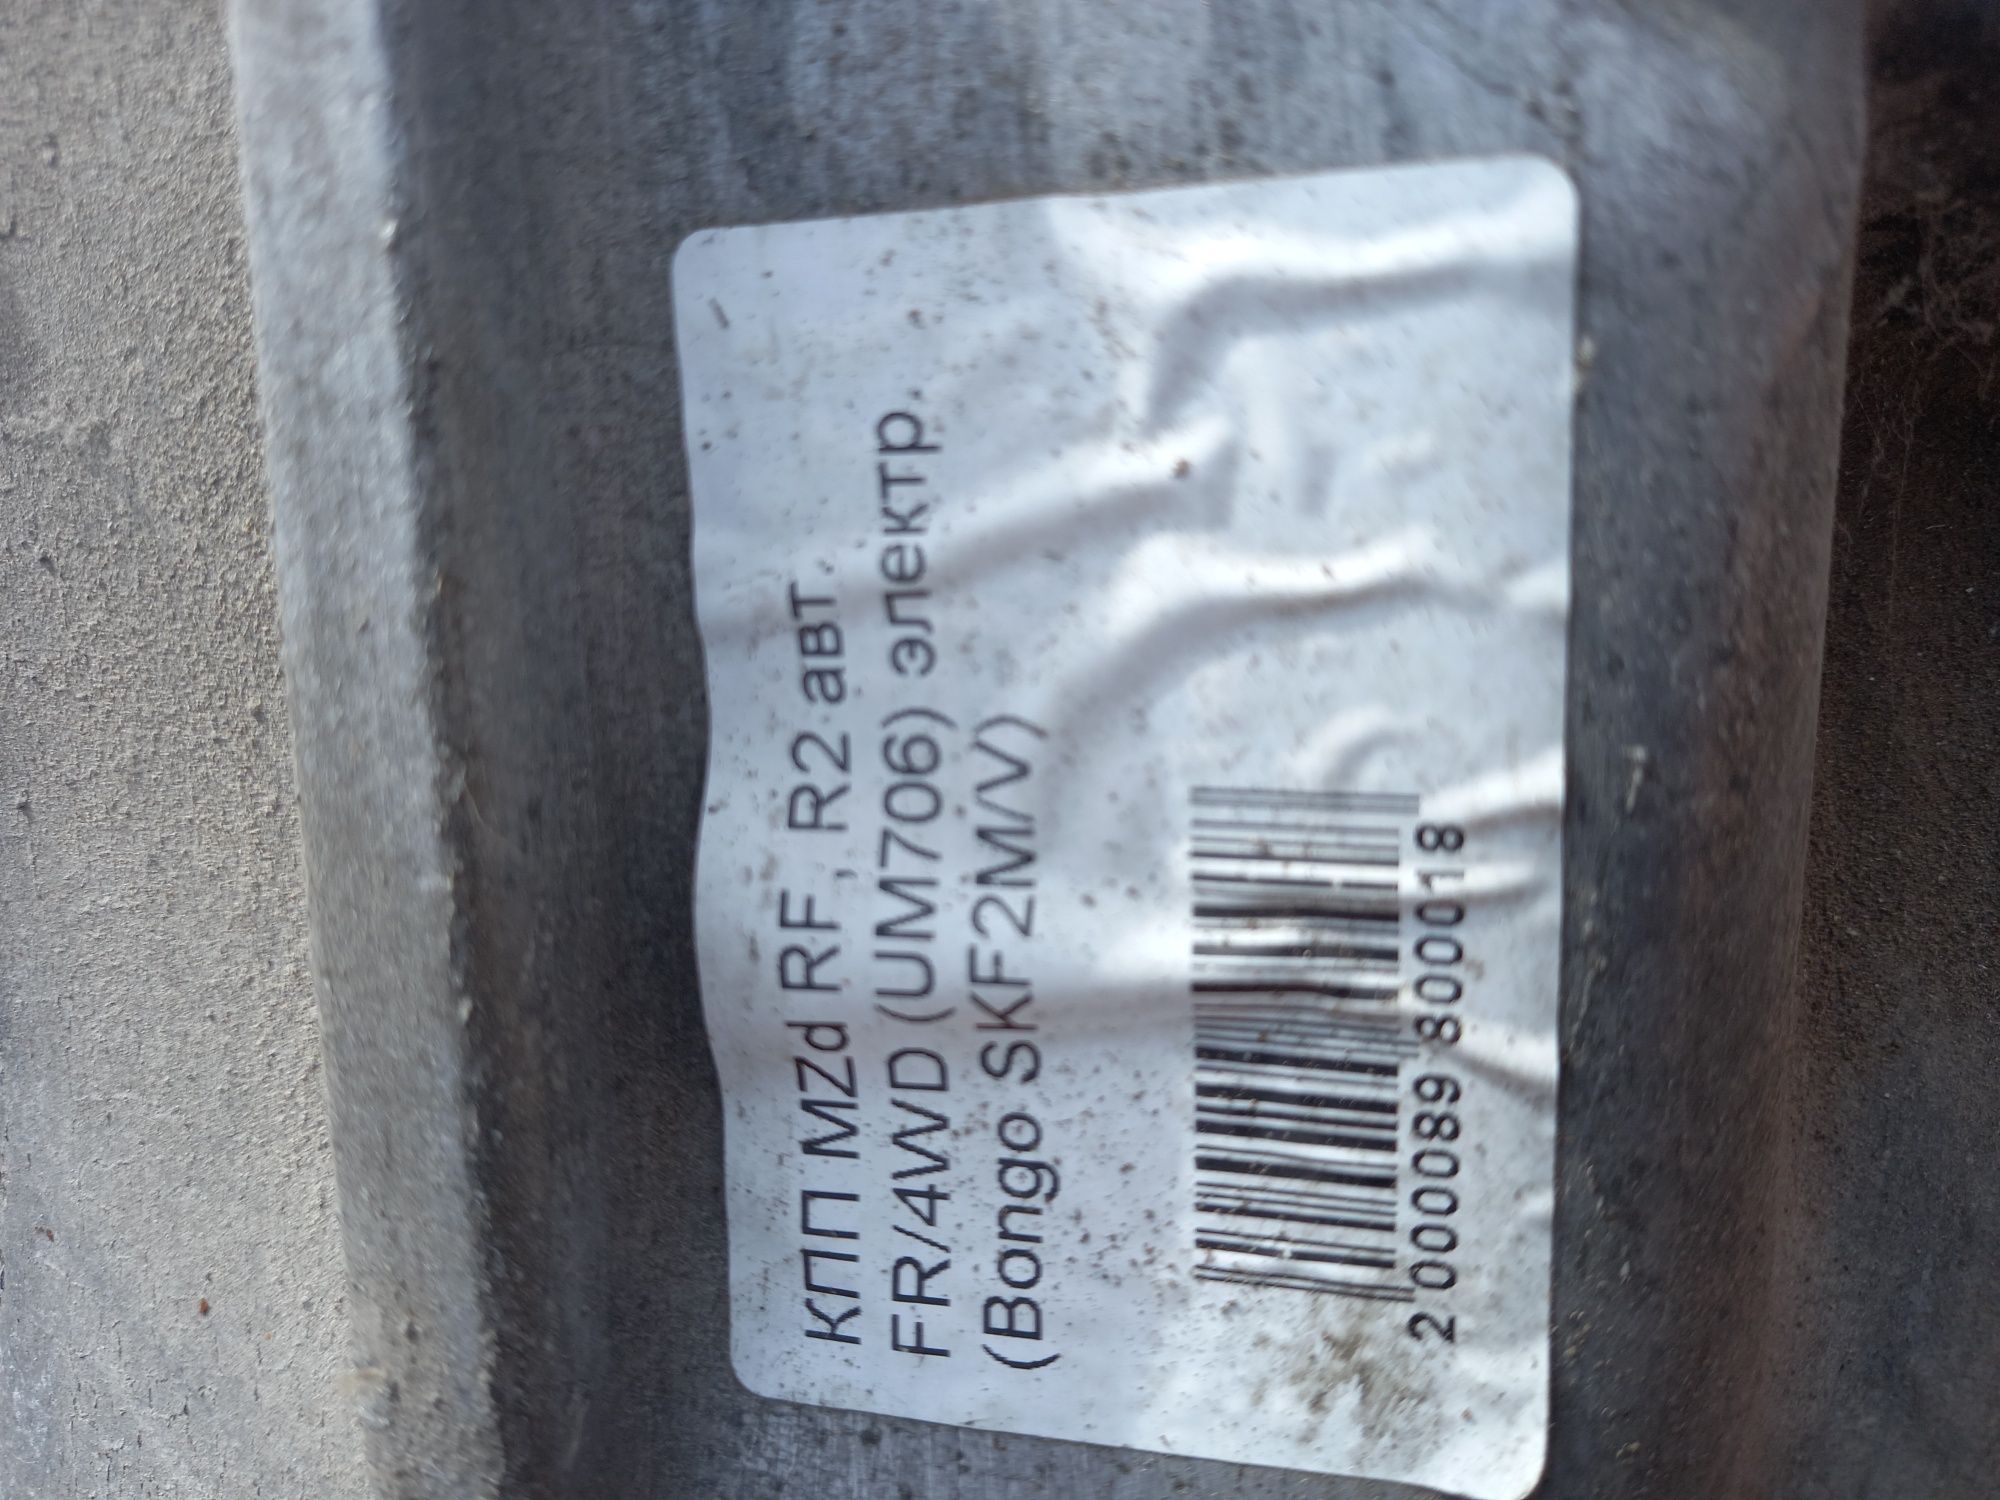 КПП MZd RF, R2 авт.
FR/4WD (UM706) электр.
(Bongo SKF2M/V)
2 000089 800018